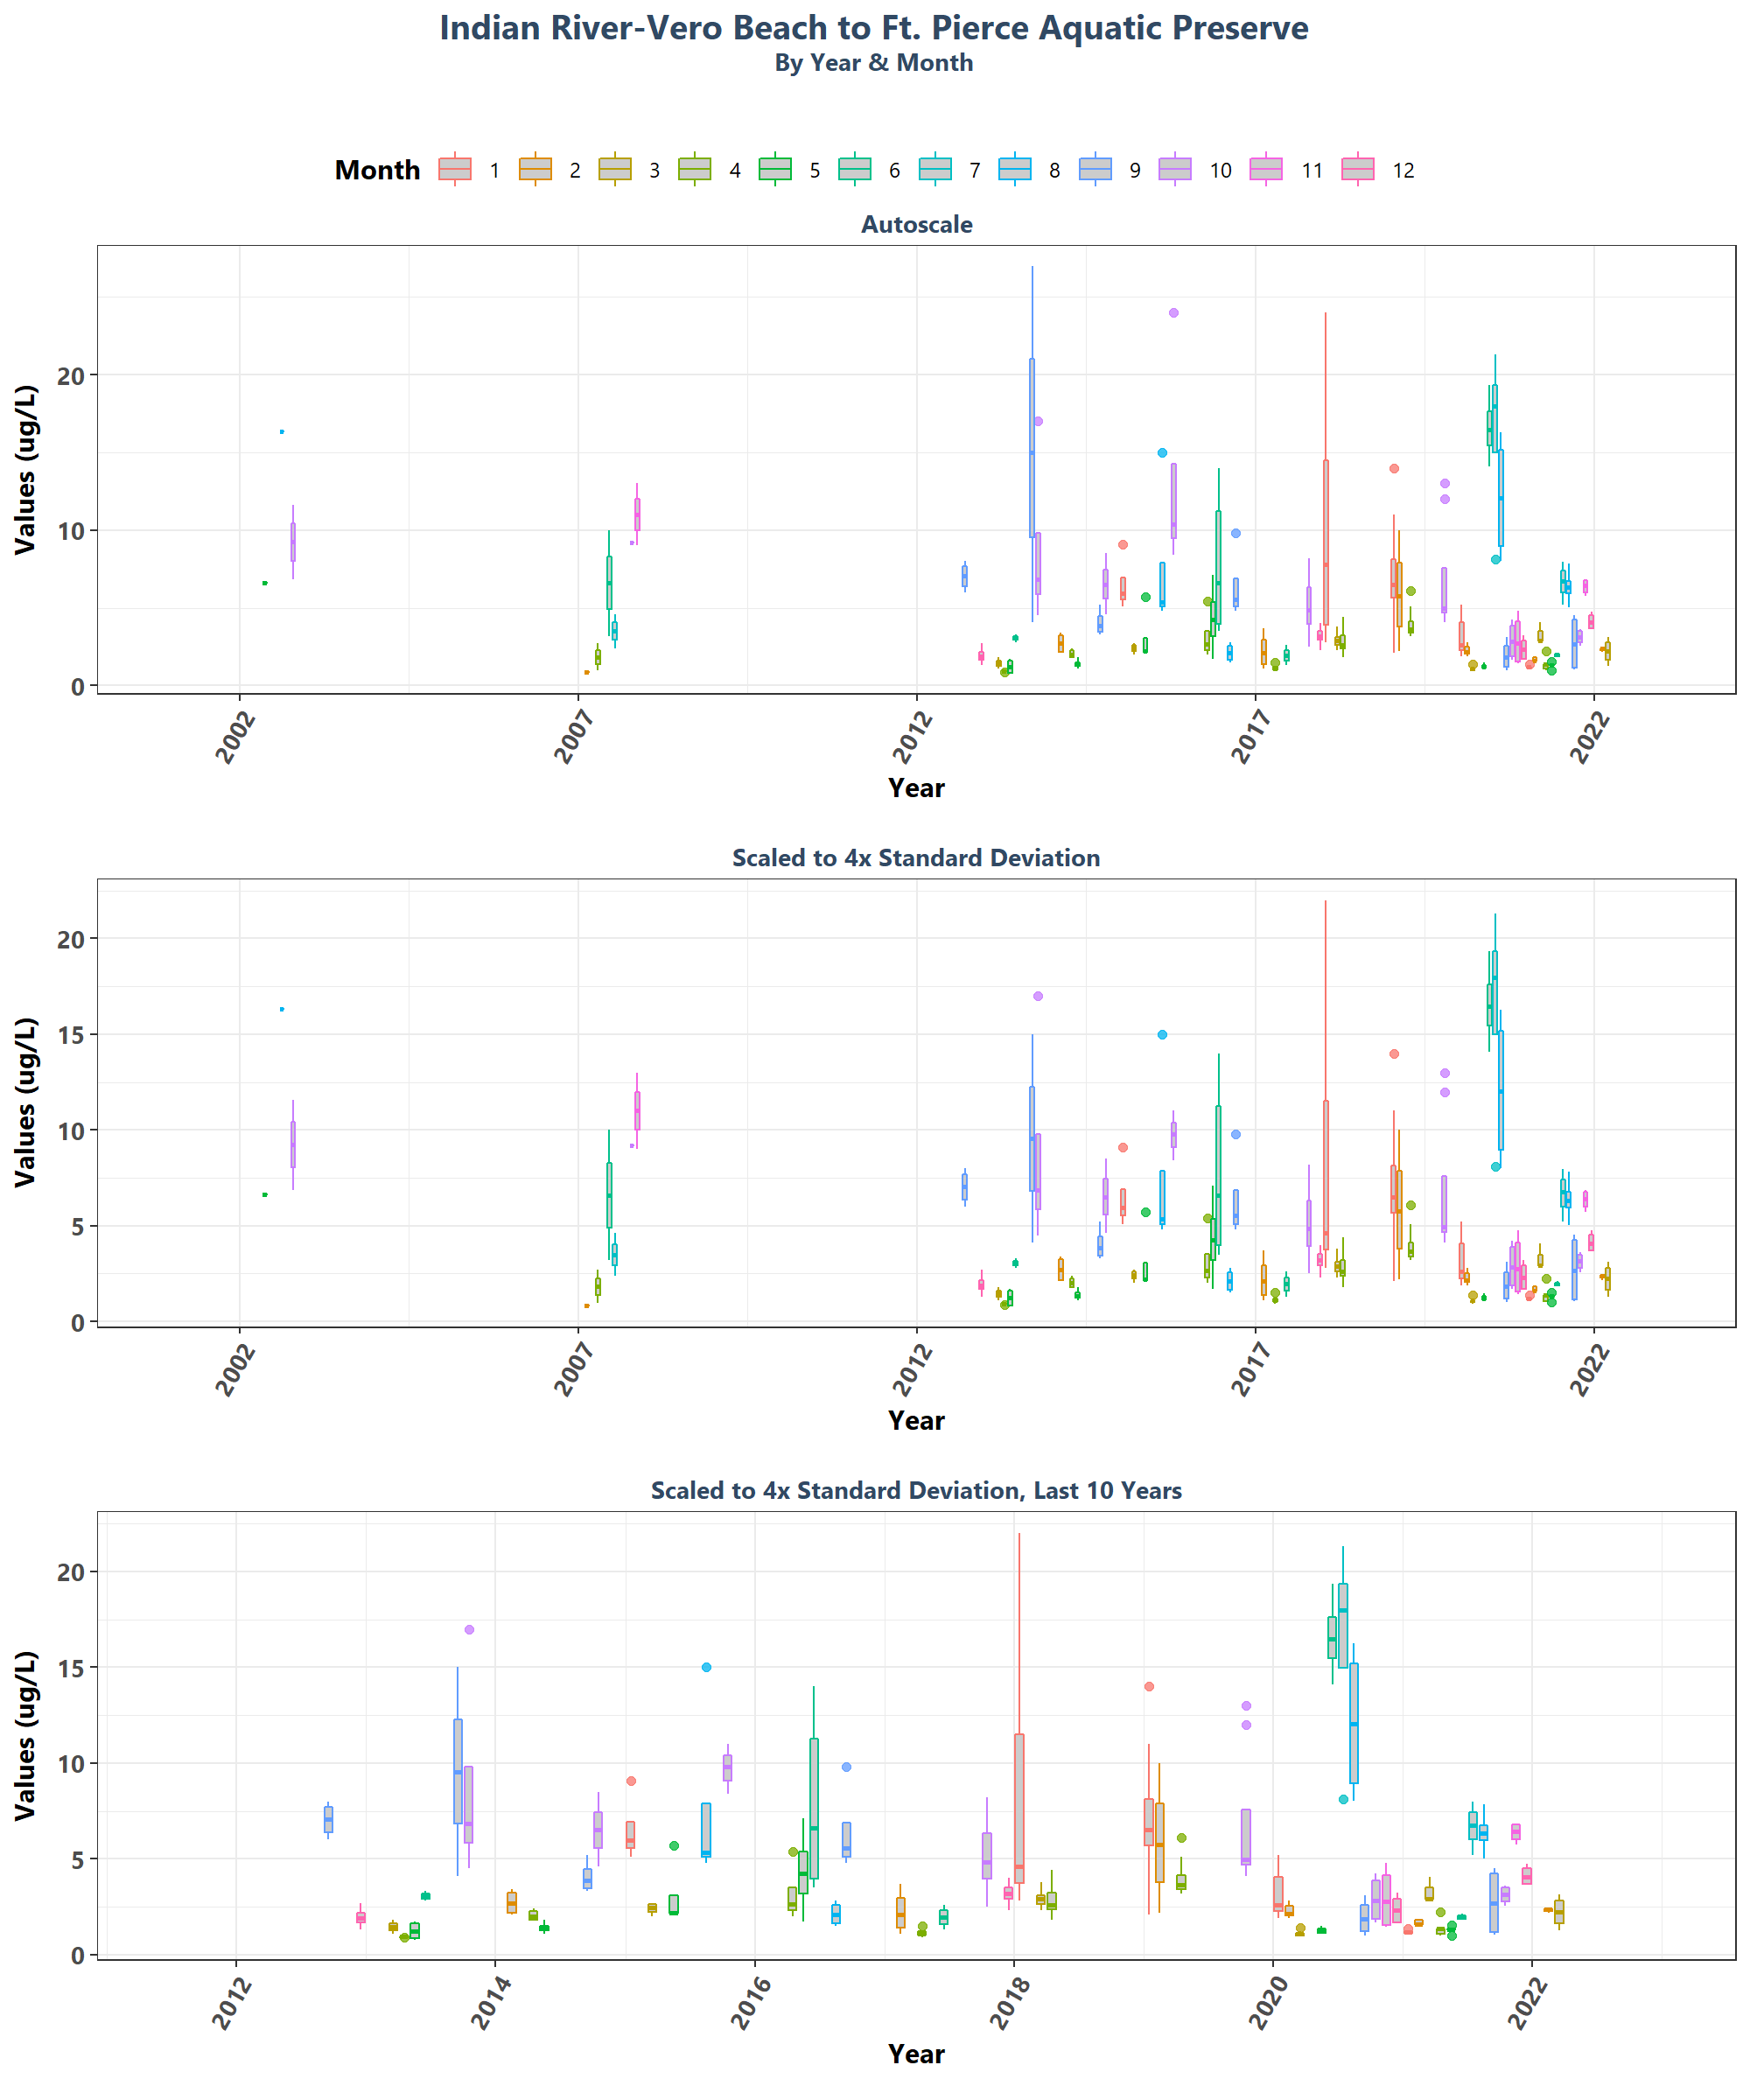 Indian River-Vero Beach to Ft. Pierce Aquatic Preserve
By Year & Month
Month 1 2 3 4 5 6 7 8 9 10 11 12
Autoscale
Values (ug/L)
20
10
0
2002 2007 2012 2017 2022
Year
Scaled to 4x Standard Deviation
Values (ug/L)
20
15
10
5
0
2002 2007 2012 2017 2022
Year
Scaled to 4x Standard Deviation, Last 10 Years
Values (ug/L)
20
15
10
5
0
2012 2014 2016 2018 2020 2022
Year